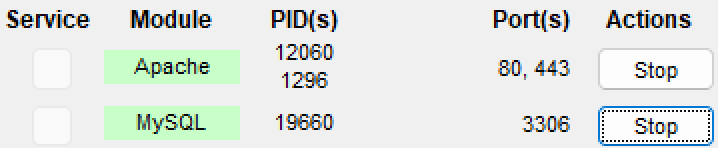 Service Module PID(s) Port(s) Actions
Apache 12060 1296 80, 443 Stop
MySQL 19660 3306 Stop